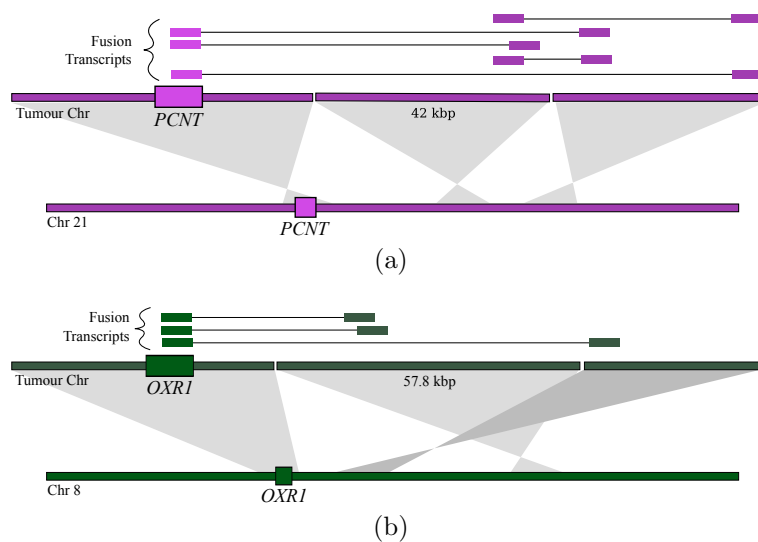 Fusion
Transcripts
PCNT
Tumour Chr
42 kbp
Chr 21
PCNT
(a)
Fusion
Transcripts
Tumour Chr
OXR1
57.8 kbp
Chr 8
OXR1
(b)